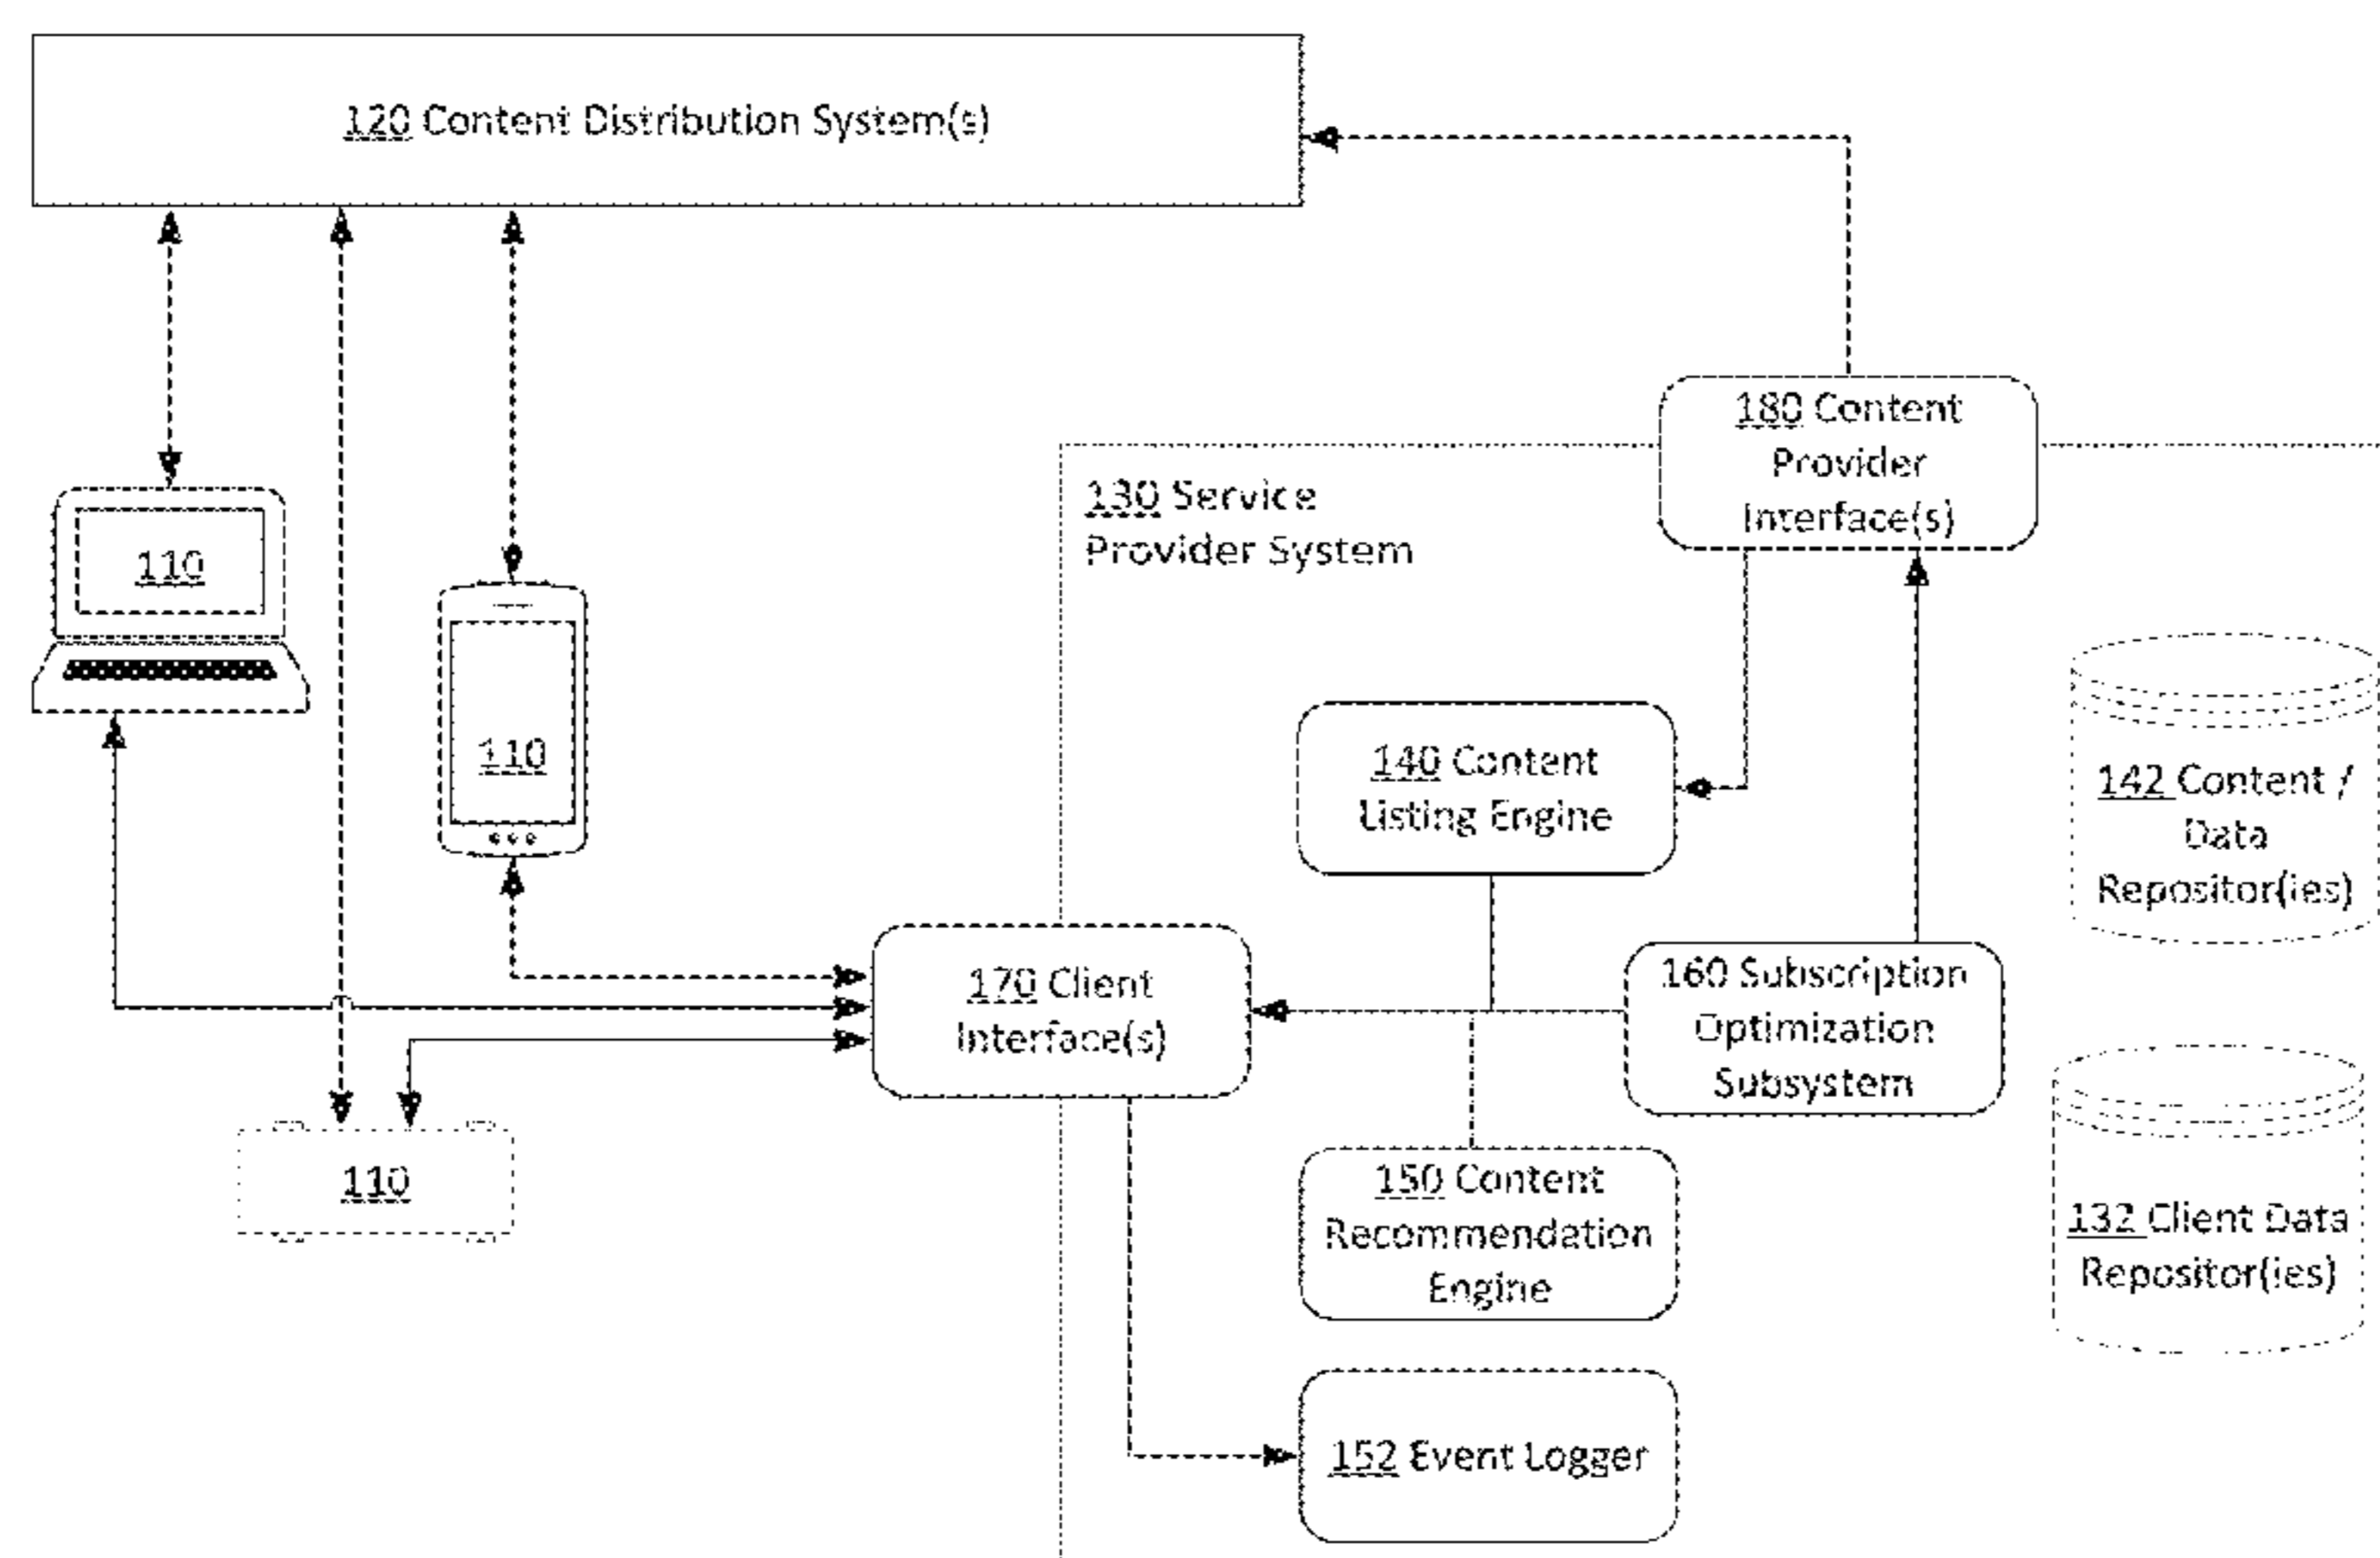 120 Content Distribution System(s)
180 Content
Provider
Interface(s)
130 Service
Provider System
110
110
140 Content
Listing Engine
142 Content /
Data
Repositor(ies)
170 Client
Interface(s)
160 Subscription
Optimization
Subsystem
110
150 Content
Recommendation
Engine
132 Client Data
Repositor(ies)
152 Event Logger